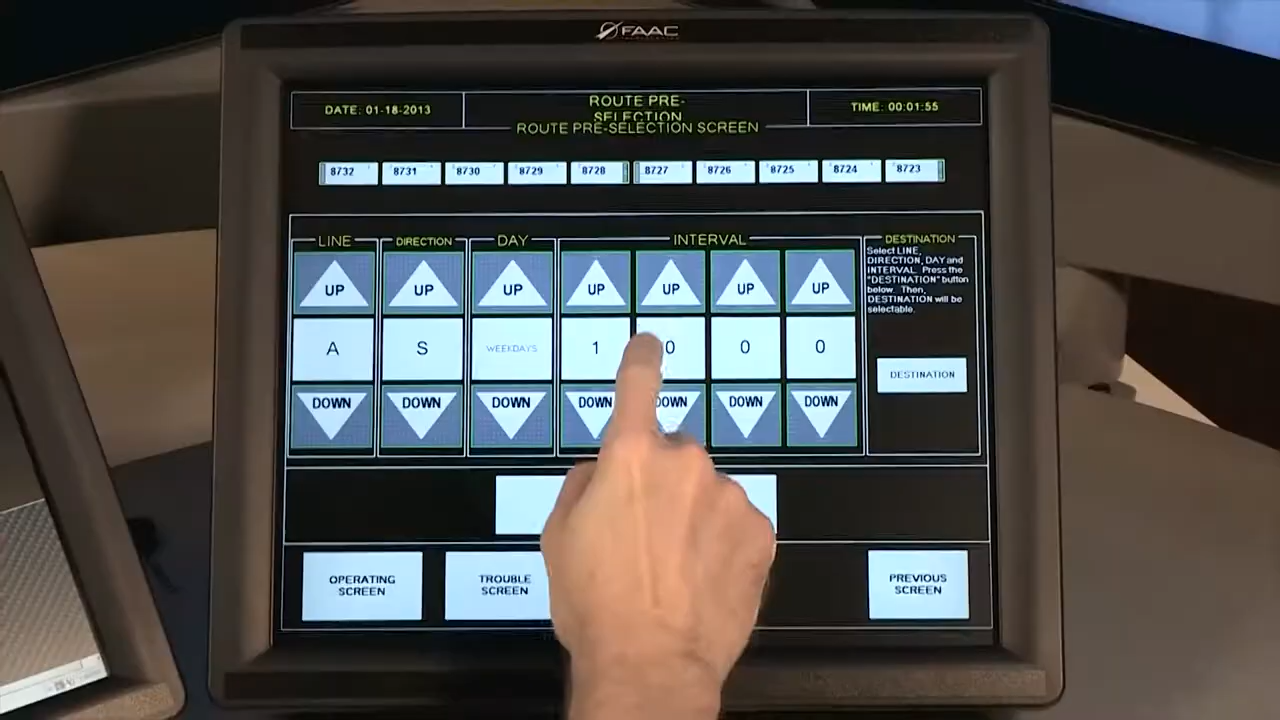 FAAC
DATE: 01-18-2013
ROUTE PRE-
SELECTION
TIME: 00:01:55
ROUTE PRE-SELECTION SCREEN
8732 8731 8730 8729 8728 8727 8726 8725 8724 8723
LINE DIRECTION DAY INTERVAL DESTINATION
UP UP UP UP UP UP UP
Select LINE,
DIRECTION, DAY and
INTERVAL. Press the
"DESTINATION" button
below. Then,
DESTINATION will be
selectable.
A S WEEKDAYS 1 0 0 0
DESTINATION
DOWN DOWN DOWN DOWN DOWN DOWN DOWN
OPERATING
SCREEN
TROUBLE
SCREEN
PREVIOUS
SCREEN